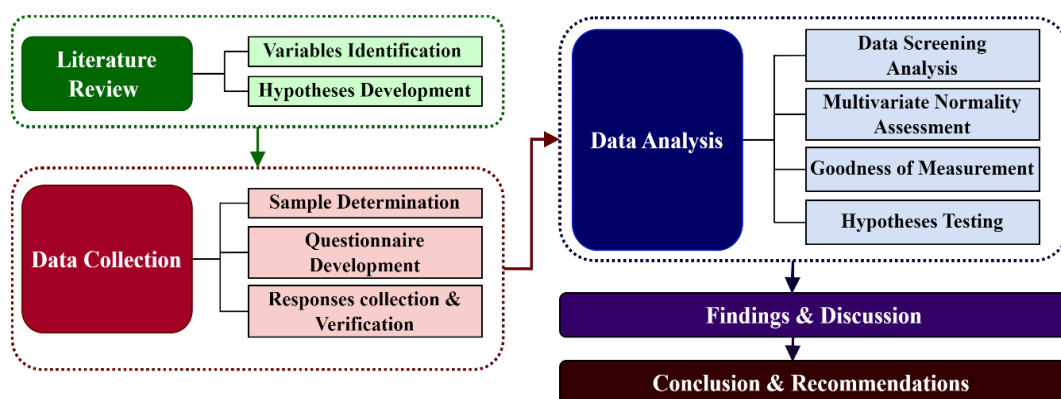 Literature
Review
Variables Identification
Hypotheses Development
Data Collection
Sample Determination
Questionnaire
Development
Responses collection &
Verification
Data Analysis
Data Screening
Analysis
Multivariate Normality
Assessment
Goodness of Measurement
Hypotheses Testing
Findings & Discussion
Conclusion & Recommendations